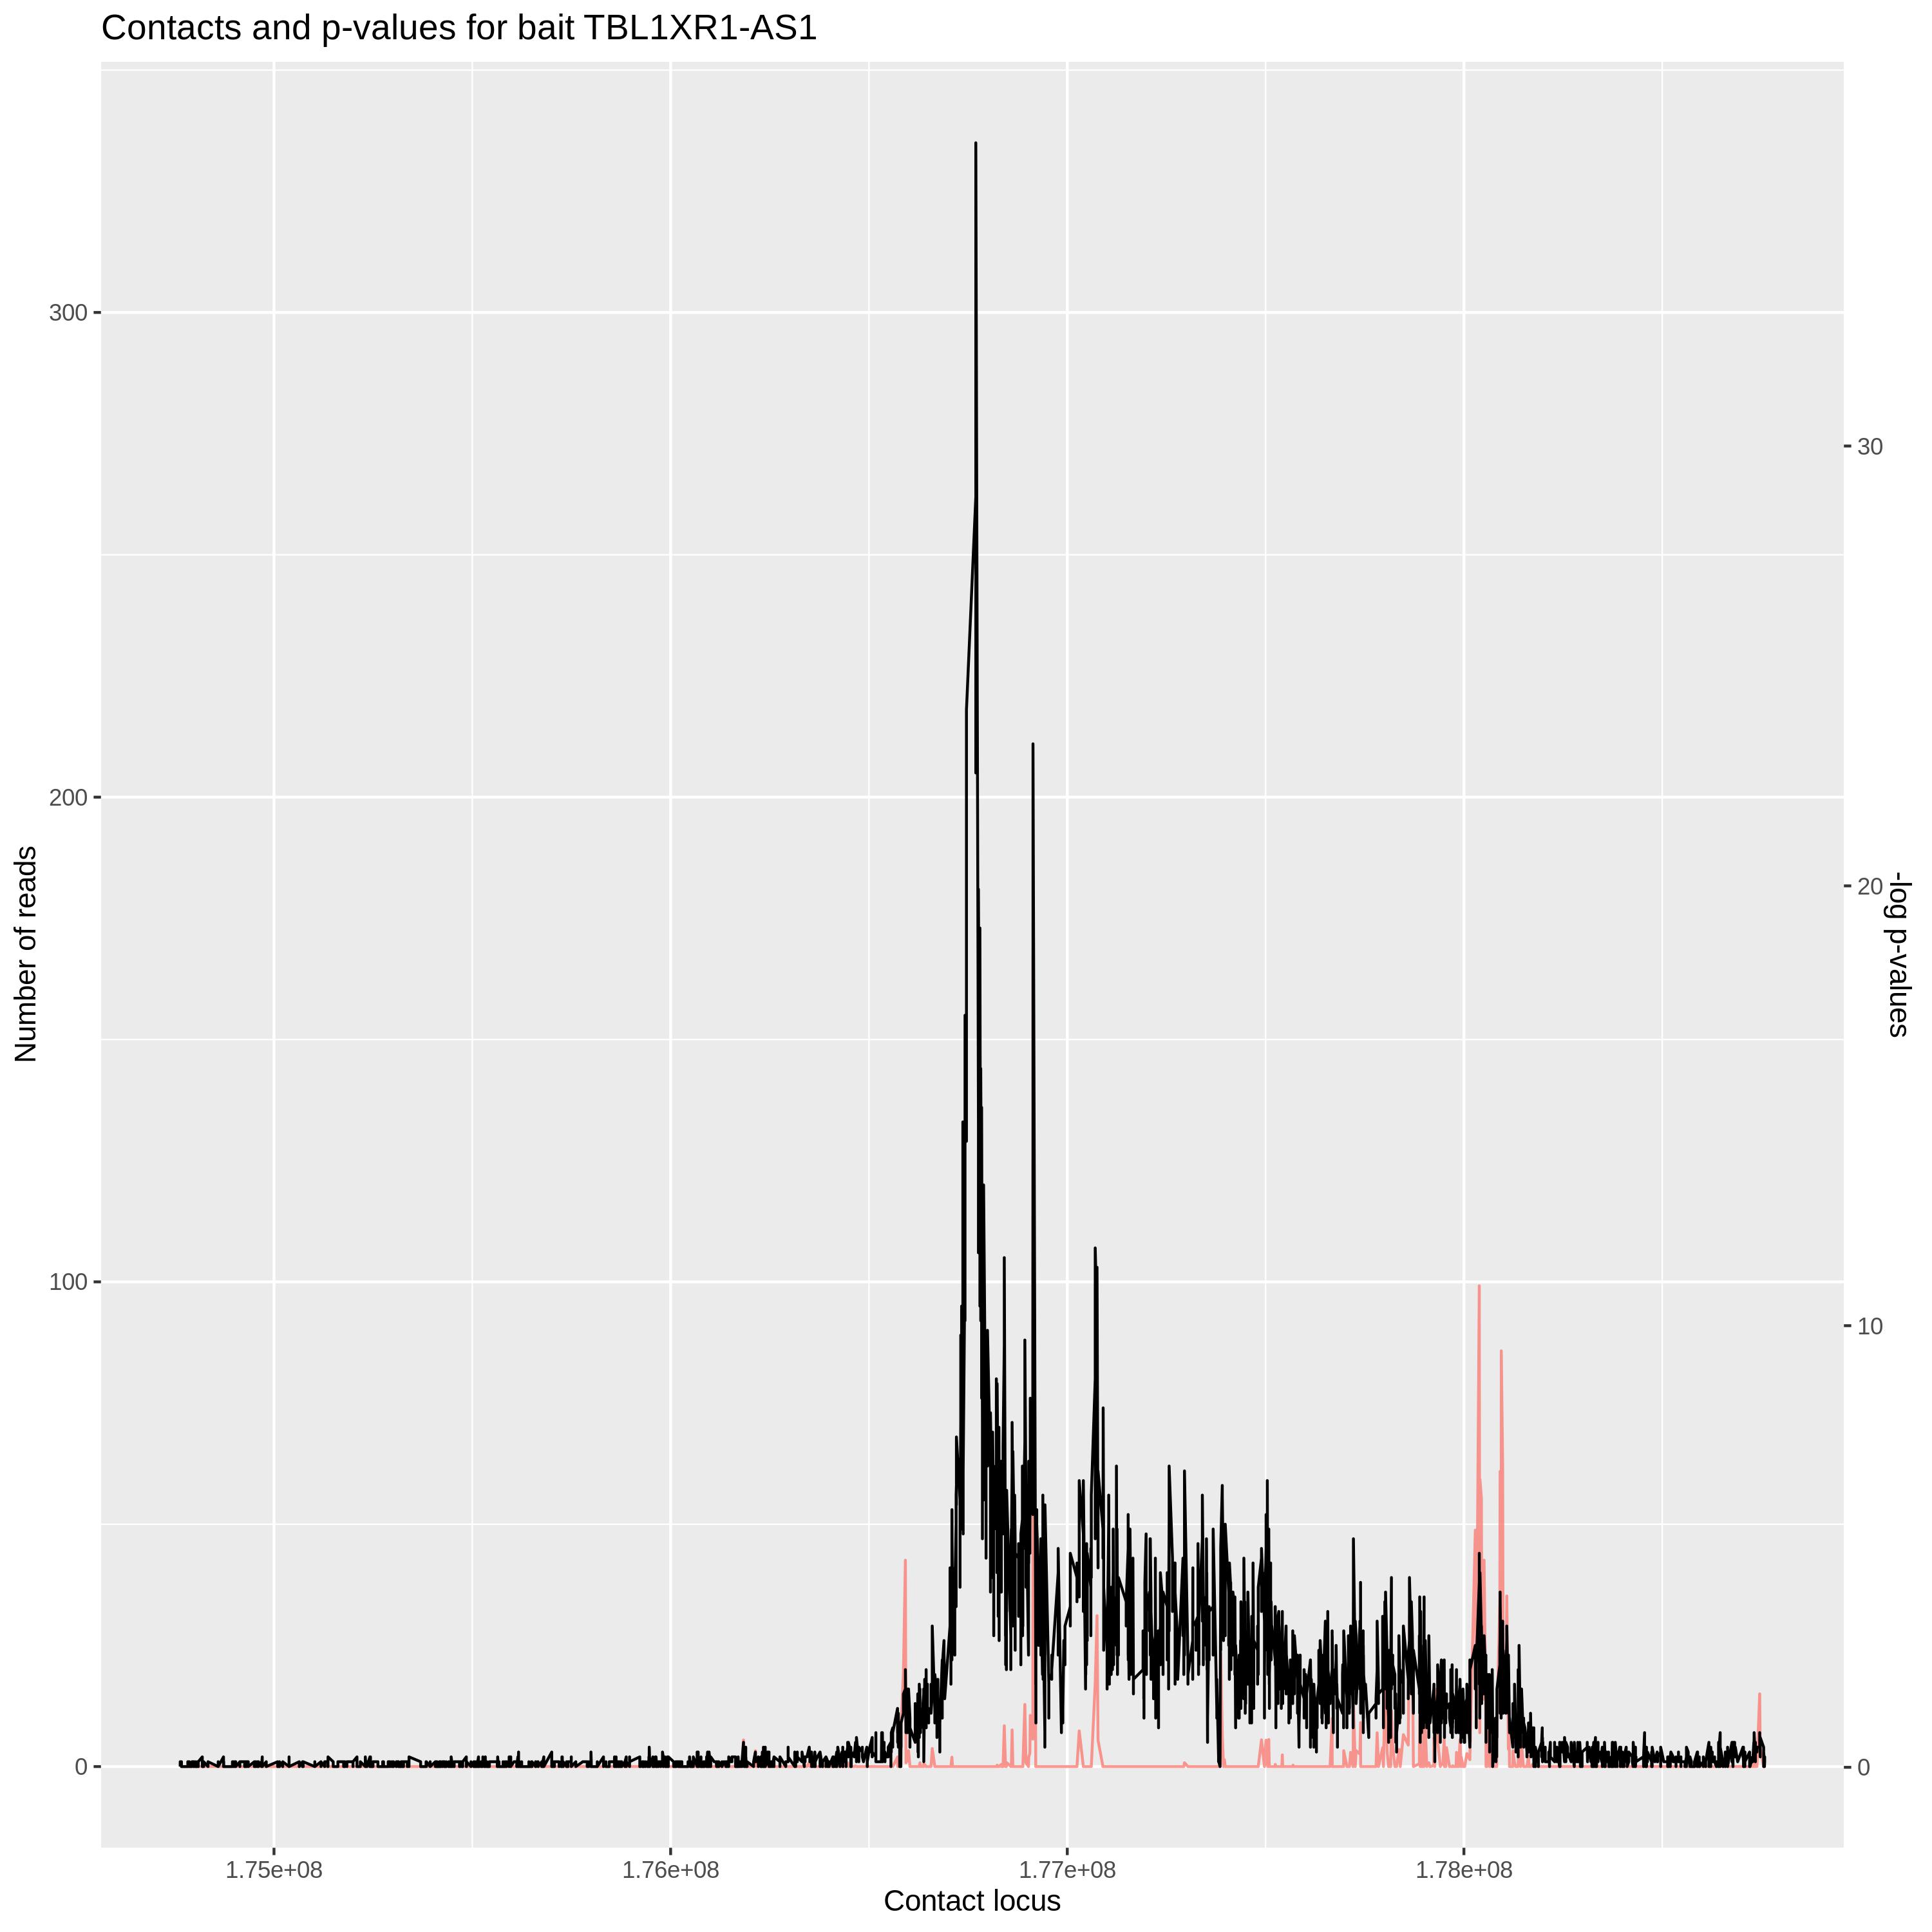 Contacts and p-values for bait TBL1XR1-AS1
300
200
100
0
Number of reads
30
20
10
0
-log p-values
1.75e+08
1.76e+08
1.77e+08
1.78e+08
Contact locus